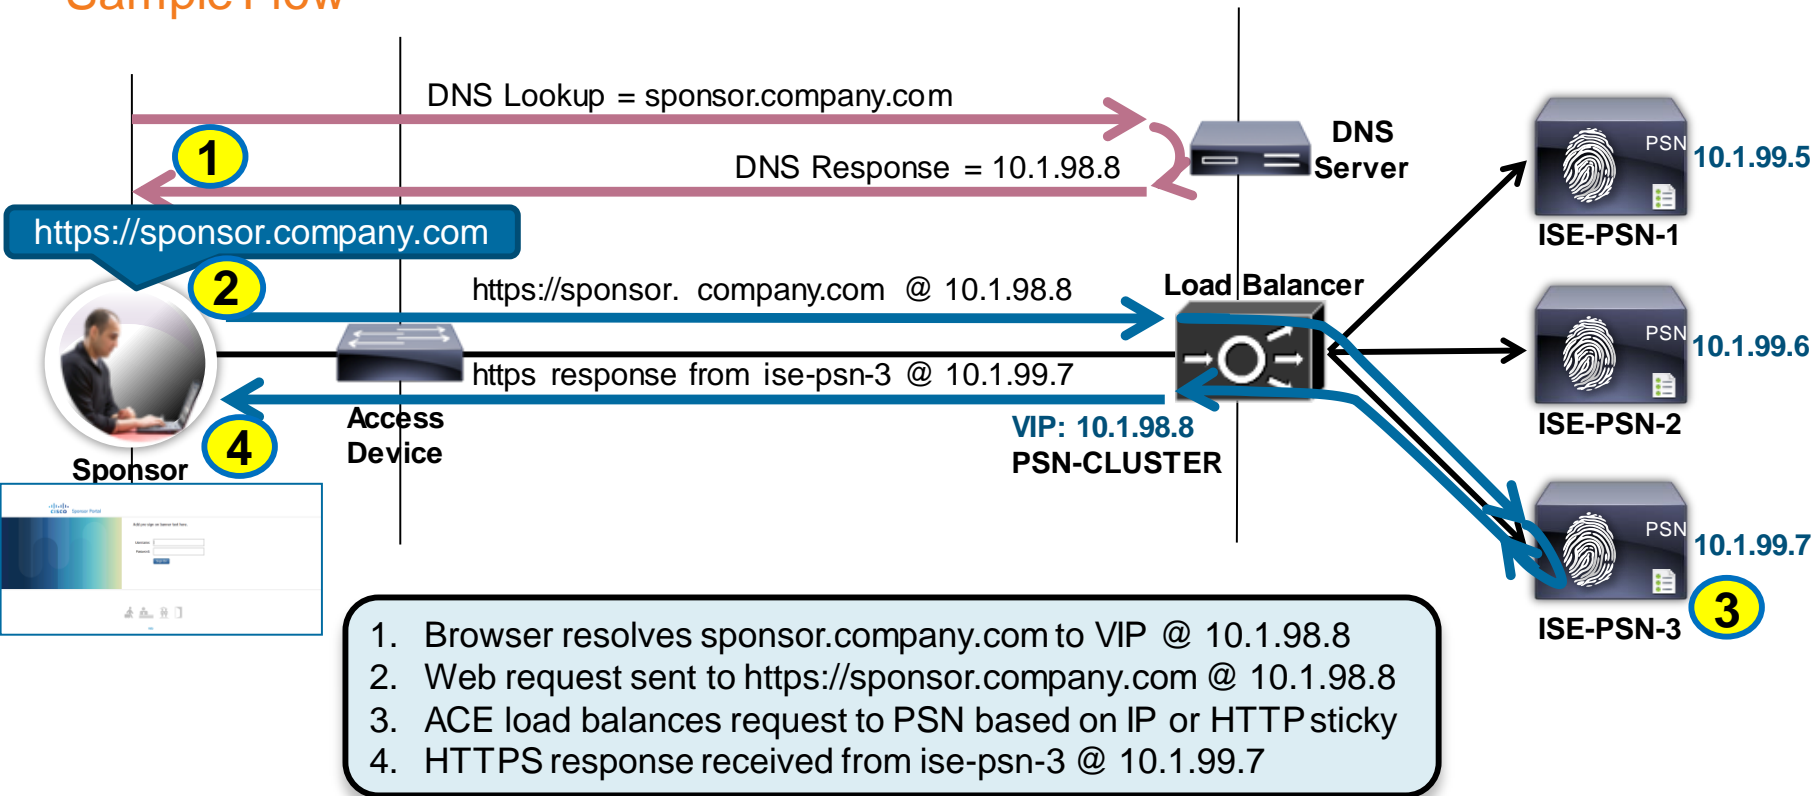 Sample Flow
DNS Lookup = sponsor.company.com
DNS Server
1
DNS Response = 10.1.98.8
PSN
10.1.99.5
ISE-PSN-1
https://sponsor.company.com
2
https://sponsor. company.com @ 10.1.98.8
Load Balancer
PSN
10.1.99.6
ISE-PSN-2
https response from ise-psn-3 @ 10.1.99.7
Access
Device
4
VIP: 10.1.98.8
PSN-CLUSTER
Sponsor
PSN
10.1.99.7
3
ISE-PSN-3
CISCO Sponsor Portal
Username:
Password:
1. Browser resolves sponsor.company.com to VIP @ 10.1.98.8
2. Web request sent to https://sponsor.company.com @ 10.1.98.8
3. ACE load balances request to PSN based on IP or HTTP sticky
4. HTTPS response received from ise-psn-3 @ 10.1.99.7